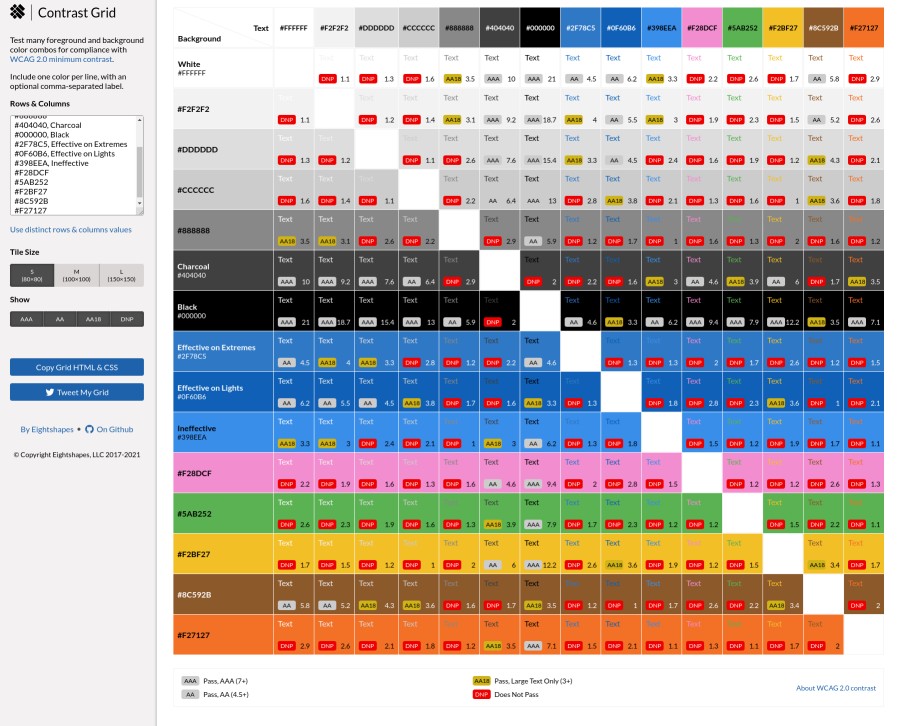 Contrast Grid
Test many foreground and background
color combos for compliance with
WCAG 2.0 minimum contrast.
Include one color per line, with an
optional comma-separated label.
Rows & Columns
#888888
#404040, Charcoal
#000000, Black
#2F78C5, Effective on Extremes
#0F60B6, Effective on Lights
#398EEA, Ineffective
#F28DCF
#5AB252
#F2BF27
#8C592B
#F27127
Use distinct rows & columns values
Tile Size
S M L
(80×80) (100×100) (150×150)
Show
AAA AA AA18 DNP
Copy Grid HTML & CSS
Tweet My Grid
By Eightshapes • On Github
© Copyright Eightshapes, LLC 2017-2021
Text #FFFFFF #F2F2F2 #DDDDDD #CCCCCC #888888 #404040 #000000 #2F78C5 #0F60B6 #398EEA #F28DCF #5AB252 #F2BF27 #8C592B #F27127
Background
White Text Text Text Text Text Text Text Text Text Text Text Text Text Text
#FFFFFF DNP 1.1 DNP 1.3 DNP 1.6 AA18 3.5 AAA 10 AAA 21 AA 4.5 AA 6.2 AA18 3.3 DNP 2.2 DNP 2.6 DNP 1.7 AA 5.8 DNP 2.9
Text Text Text Text Text Text Text Text Text Text Text Text Text Text
#F2F2F2 DNP 1.1 DNP 1.2 DNP 1.4 AA18 3.1 AAA 9.2 AAA 18.7 AA18 4 AA 5.5 AA18 3 DNP 1.9 DNP 2.3 DNP 1.5 AA 5.2 DNP 2.6
Text Text Text Text Text Text Text Text Text Text Text Text Text Text
#DDDDDD DNP 1.3 DNP 1.2 DNP 1.1 DNP 2.6 AAA 7.6 AAA 15.4 AA18 3.3 AA 4.5 DNP 2.4 DNP 1.6 DNP 1.9 DNP 1.2 AA18 4.3 DNP 2.1
Text Text Text Text Text Text Text Text Text Text Text Text Text Text
#CCCCCC DNP 1.6 DNP 1.4 DNP 1.1 DNP 2.2 AA 6.4 AAA 13 DNP 2.8 AA18 3.8 DNP 2.1 DNP 1.3 DNP 1.6 DNP 1 AA18 3.6 DNP 1.8
Text Text Text Text Text Text Text Text Text Text Text Text Text Text
#888888 AA18 3.5 AA18 3.1 DNP 2.6 DNP 2.2 DNP 2.9 AA 5.9 DNP 1.2 DNP 1.7 DNP 1 DNP 1.6 DNP 1.3 DNP 2 DNP 1.6 DNP 1.2
Charcoal Text Text Text Text Text Text Text Text Text Text Text Text Text Text
#404040 AAA 10 AAA 9.2 AAA 7.6 AA 6.4 DNP 2.9 DNP 2 DNP 2.2 DNP 1.6 AA18 3 AA 4.6 AA18 3.9 AA 6 DNP 1.7 AA18 3.5
Black Text Text Text Text Text Text Text Text Text Text Text Text Text Text
#000000 AAA 21 AAA 18.7 AAA 15.4 AAA 13 AA 5.9 DNP 2 AA 4.6 AA18 3.3 AA 6.2 AAA 9.4 AAA 7.9 AAA 12.2 AA18 3.5 AAA 7.1
Effective on Extremes Text Text Text Text Text Text Text Text Text Text Text Text Text Text
#2F78C5 AA 4.5 AA18 4 AA18 3.3 DNP 2.8 DNP 1.2 DNP 2.2 AA 4.6 DNP 1.3 DNP 1.3 DNP 2 DNP 1.7 DNP 2.6 DNP 1.2 DNP 1.5
Effective on Lights Text Text Text Text Text Text Text Text Text Text Text Text Text Text
#0F60B6 AA 6.2 AA 5.5 AA 4.5 AA18 3.8 DNP 1.7 DNP 1.6 AA18 3.3 DNP 1.3 DNP 1.8 DNP 2.8 DNP 2.3 AA18 3.6 DNP 1 DNP 2.1
Ineffective Text Text Text Text Text Text Text Text Text Text Text Text Text Text
#398EEA AA18 3.3 AA18 3 DNP 2.4 DNP 2.1 DNP 1 AA18 3 AA 6.2 DNP 1.3 DNP 1.8 DNP 1.5 DNP 1.2 DNP 1.9 DNP 1.7 DNP 1.1
Text Text Text Text Text Text Text Text Text Text Text Text Text Text
#F28DCF DNP 2.2 DNP 1.9 DNP 1.6 DNP 1.3 DNP 1.6 AA 4.6 AAA 9.4 DNP 2 DNP 2.8 DNP 1.5 DNP 1.2 DNP 1.2 DNP 2.6 DNP 1.3
Text Text Text Text Text Text Text Text Text Text Text Text Text Text
#5AB252 DNP 2.6 DNP 2.3 DNP 1.9 DNP 1.6 DNP 1.3 AA18 3.9 AAA 7.9 DNP 1.7 DNP 2.3 DNP 1.2 DNP 1.2 DNP 1.5 DNP 2.2 DNP 1.1
Text Text Text Text Text Text Text Text Text Text Text Text Text Text
#F2BF27 DNP 1.7 DNP 1.5 DNP 1.2 DNP 1 DNP 2 AA 6 AAA 12.2 DNP 2.6 AA18 3.6 DNP 1.9 DNP 1.2 DNP 1.5 AA18 3.4 DNP 1.7
Text Text Text Text Text Text Text Text Text Text Text Text Text Text
#8C592B AA 5.8 AA 5.2 AA18 4.3 AA18 3.6 DNP 1.6 DNP 1.7 AA18 3.5 DNP 1.2 DNP 1 DNP 1.7 DNP 2.6 DNP 2.2 AA18 3.4 DNP 2
Text Text Text Text Text Text Text Text Text Text Text Text Text Text
#F27127 DNP 2.9 DNP 2.6 DNP 2.1 DNP 1.8 DNP 1.2 AA18 3.5 AAA 7.1 DNP 1.5 DNP 2.1 DNP 1.1 DNP 1.3 DNP 1.1 DNP 1.7 DNP 2
AAA Pass, AAA (7+) AA18 Pass, Large Text Only (3+)
AA Pass, AA (4.5+) DNP Does Not Pass
About WCAG 2.0 contrast